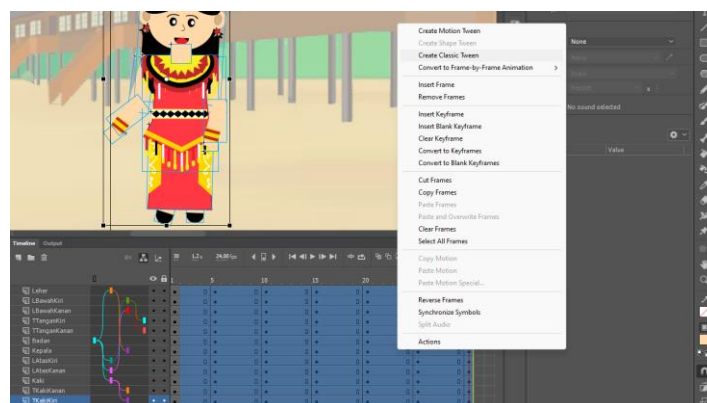 Create Motion Tween
Create Shape Tween
Create Classic Tween
Convert to Frame-by-Frame Animation >
Insert Frame
Remove Frames
Insert Keyframe
Insert Blank Keyframe
Clear Keyframe
Convert to Keyframes
Convert to Blank Keyframes
Cut Frames
Copy Frames
Paste Frames
Paste and Overwrite Frames
Clear Frames
Select All Frames
Copy Motion
Paste Motion
Paste Motion Special...
Reverse Frames
Synchronize Symbols
Split Audio
Actions
None
No sound selected
Value
Timeline Output
5 10 15 20
Leher
LBawahKiri
LBawahKanan
TTanganKiri
TTanganKanan
Badan
Kepala
LAtasKiri
LAtasKanan
Kaki
TKakiKanan
TKakiKiri